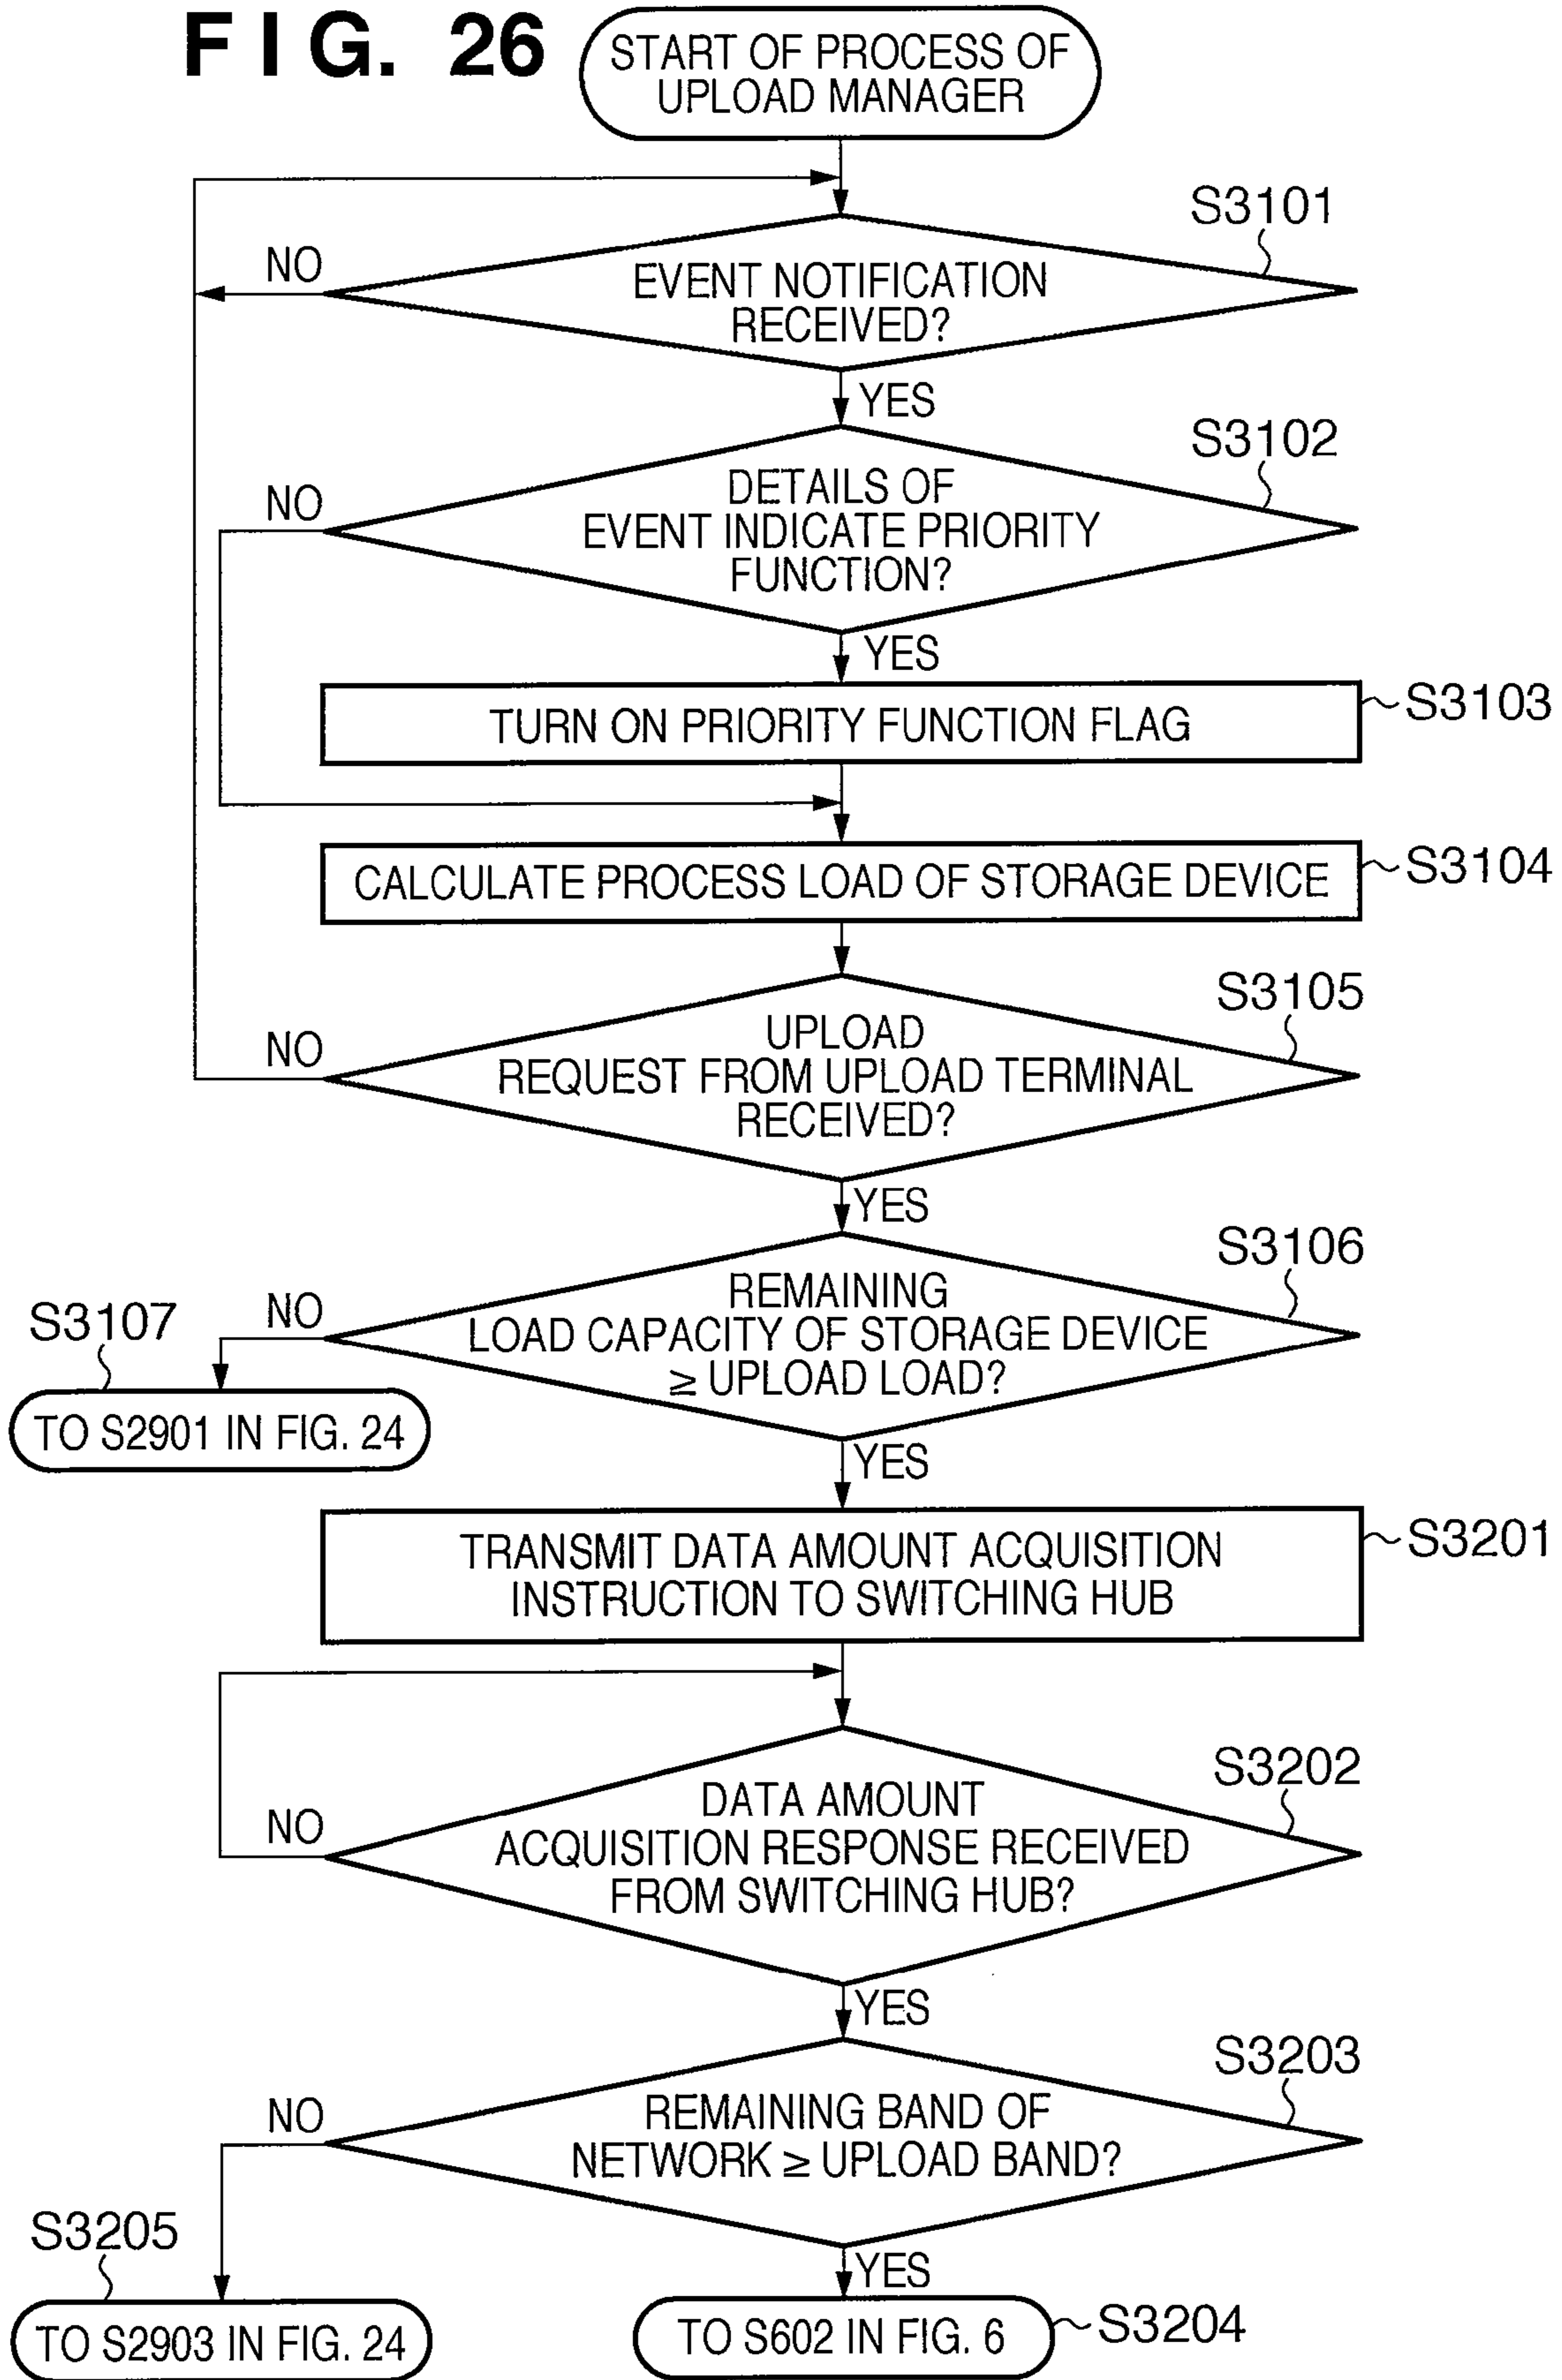 FIG. 26
START OF PROCESS OF
UPLOAD MANAGER
S3101
NO
EVENT NOTIFICATION
RECEIVED?
YES
S3102
NO
DETAILS OF
EVENT INDICATE PRIORITY
FUNCTION?
YES
TURN ON PRIORITY FUNCTION FLAG
S3103
CALCULATE PROCESS LOAD OF STORAGE DEVICE
S3104
S3105
NO
UPLOAD
REQUEST FROM UPLOAD TERMINAL
RECEIVED?
YES
S3106
NO
REMAINING
LOAD CAPACITY OF STORAGE DEVICE
≥ UPLOAD LOAD?
S3107
TO S2901 IN FIG. 24
YES
TRANSMIT DATA AMOUNT ACQUISITION
INSTRUCTION TO SWITCHING HUB
S3201
S3202
NO
DATA AMOUNT
ACQUISITION RESPONSE RECEIVED
FROM SWITCHING HUB?
YES
S3203
NO
REMAINING BAND OF
NETWORK ≥ UPLOAD BAND?
S3205
YES
TO S2903 IN FIG. 24
TO S602 IN FIG. 6
S3204